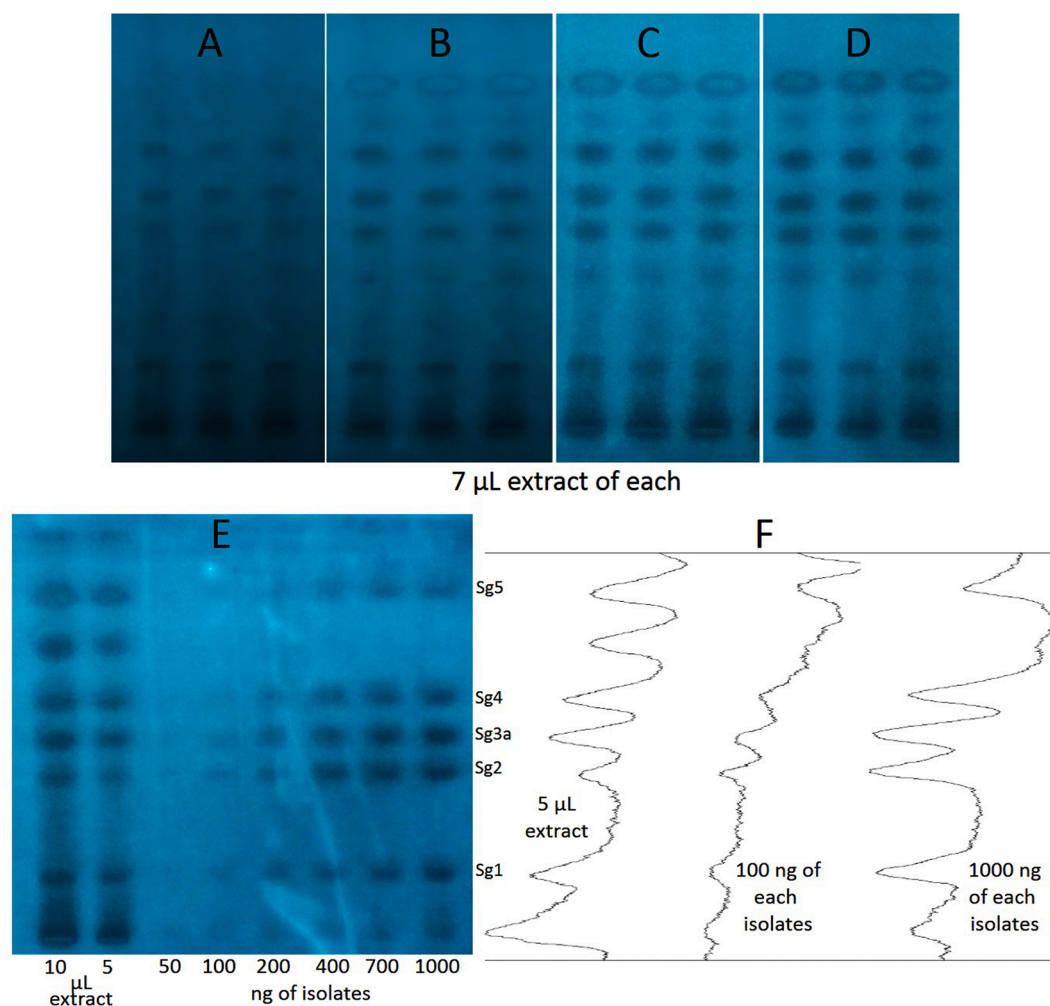 A B C D
7 µL extract of each
E F
Sg5
Sg4
Sg3a
Sg2
Sg1
5 µL
extract
100 ng of
each
isolates
1000 ng
of each
isolates
10 5 50 100 200 400 700 1000
µL
extract
ng of isolates